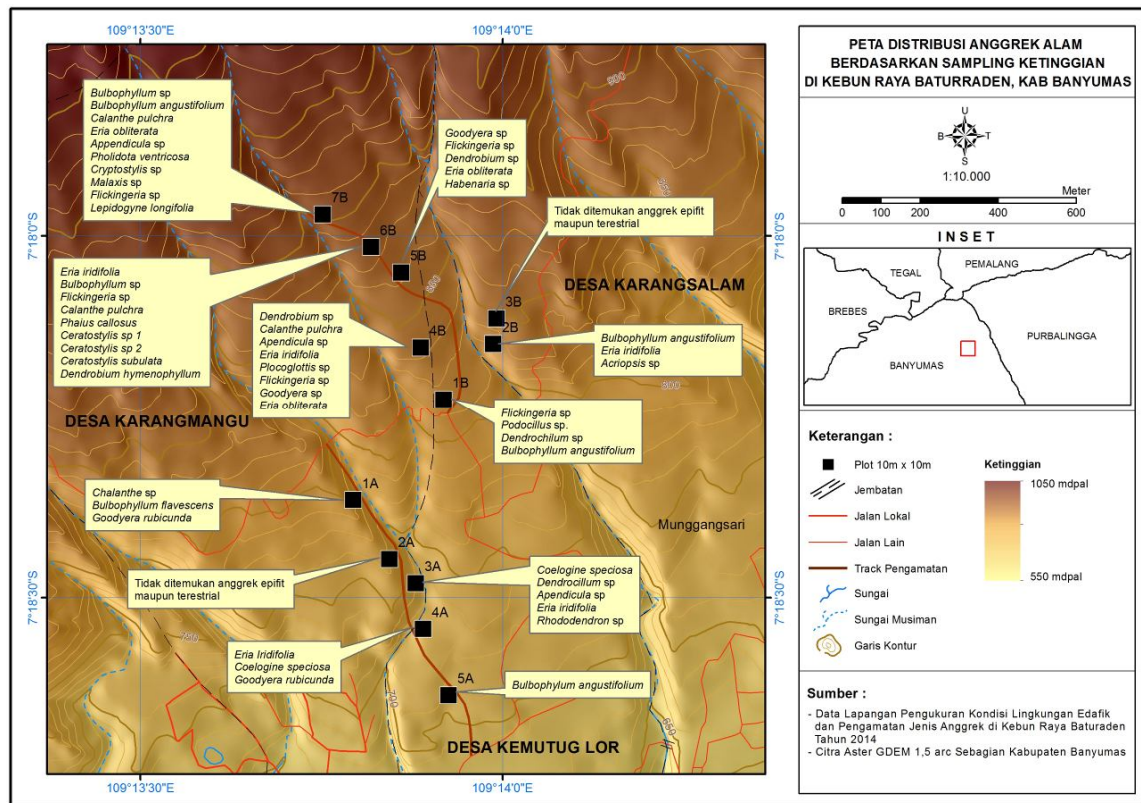 109°13'30"E
109°14'0"E
7°18'0"S
7°18'30"S
Bulbophyllum sp
Bulbophyllum angustifolium
Calanthe pulchra
Eria obliterata
Appendicula sp
Pholidota ventricosa
Cryptostylis sp
Malaxis sp
Flickingeria sp
Lepidogyne longifolia
7B
Goodyera sp
Flickingeria sp
Dendrobium sp
Eria obliterata
Habenaria sp
900
850
Tidak ditemukan anggrek epifit
maupun terestrial
6B
5B
Eria iridifolia
Bulbophyllum sp
Flickingeria sp
Calanthe pulchra
Phaius callosus
Ceratostylis sp 1
Ceratostylis sp 2
Ceratostylis subulata
Dendrobium hymenophyllum
800
DESA KARANGSALAM
3B
2B
Dendrobium sp
Calanthe pulchra
Apendicula sp
Eria iridifolia
Plocoglottis sp
Flickingeria sp
Goodyera sp
Eria obliterata
4B
Bulbophyllum angustifolium
Eria iridifolia
Acriopsis sp
800
1B
DESA KARANGMANGU
Flickingeria sp
Podocillus sp.
Dendrochilum sp
Bulbophyllum angustifolium
Chalanthe sp
Bulbophyllum flavescens
Goodyera rubicunda
1A
Munggangsari
2A
Tidak ditemukan anggrek epifit
maupun terestrial
3A
Coelogine speciosa
Dendrocillum sp
Apendicula sp
Eria iridifolia
Rhododendron sp
4A
750
Eria Iridifolia
Coelogine speciosa
Goodyera rubicunda
5A
Bulbophylum angustifolium
700
650
DESA KEMUTUG LOR
7°18'0"S
7°18'30"S
109°13'30"E
109°14'0"E
PETA DISTRIBUSI ANGGREK ALAM
BERDASARKAN SAMPLING KETINGGIAN
DI KEBUN RAYA BATURRADEN, KAB BANYUMAS
U
B T
S
1:10.000
Meter
0 100 200 300 400 600
I N S E T
TEGAL
PEMALANG
BREBES
PURBALINGGA
BANYUMAS
Keterangan :
Plot 10m x 10m
Jembatan
Jalan Lokal
Jalan Lain
Track Pengamatan
Sungai
Sungai Musiman
Garis Kontur
Ketinggian
1050 mdpal
550 mdpal
Sumber :
- Data Lapangan Pengukuran Kondisi Lingkungan Edafik
dan Pengamatan Jenis Anggrek di Kebun Raya Baturaden
Tahun 2014
- Citra Aster GDEM 1,5 arc Sebagian Kabupaten Banyumas